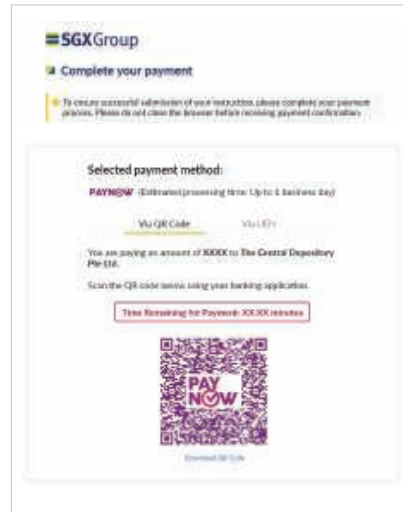 SGXGroup
Complete your payment
To ensure successful submission of your instruction, please complete your payment
process. Please do not close the browser before receiving payment confirmation
Selected payment method:
PAYNOW (Estimated processing time: Up to 1 business day)
Via QR Code
Via UEN
You are paying an amount of XXXX to The Central Depository
Pte Ltd.
Scan the QR code below using your banking application.
Time Remaining for Payment: XX.XX minutes
PAY
NOW
Download QR Code